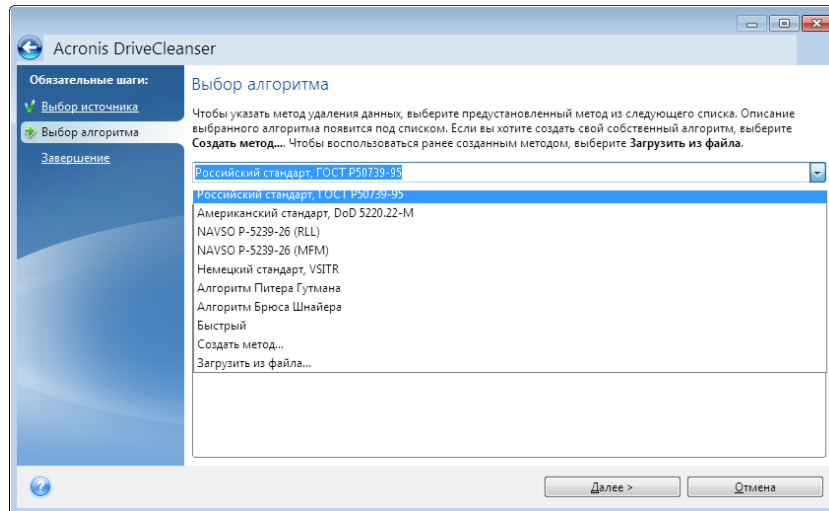 Acronis DriveCleanser
Обязательные шаги:
Выбор источника
Выбор алгоритма
Завершение
Выбор алгоритма
Чтобы указать метод удаления данных, выберите предустановленный метод из следующего списка. Описание
выбранного алгоритма появится под списком. Если вы хотите создать свой собственный алгоритм, выберите
Создать метод.... Чтобы воспользоваться ранее созданным методом, выберите Загрузить из файла.
Российский стандарт, ГОСТ P50739-95
Российский стандарт, ГОСТ P50739-95
Американский стандарт, DoD 5220.22-M
NAVSO P-5239-26 (RLL)
NAVSO P-5239-26 (MFM)
Немецкий стандарт, VSITR
Алгоритм Питера Гутмана
Алгоритм Брюса Шнайера
Быстрый
Создать метод...
Загрузить из файла...
Далее >
Отмена